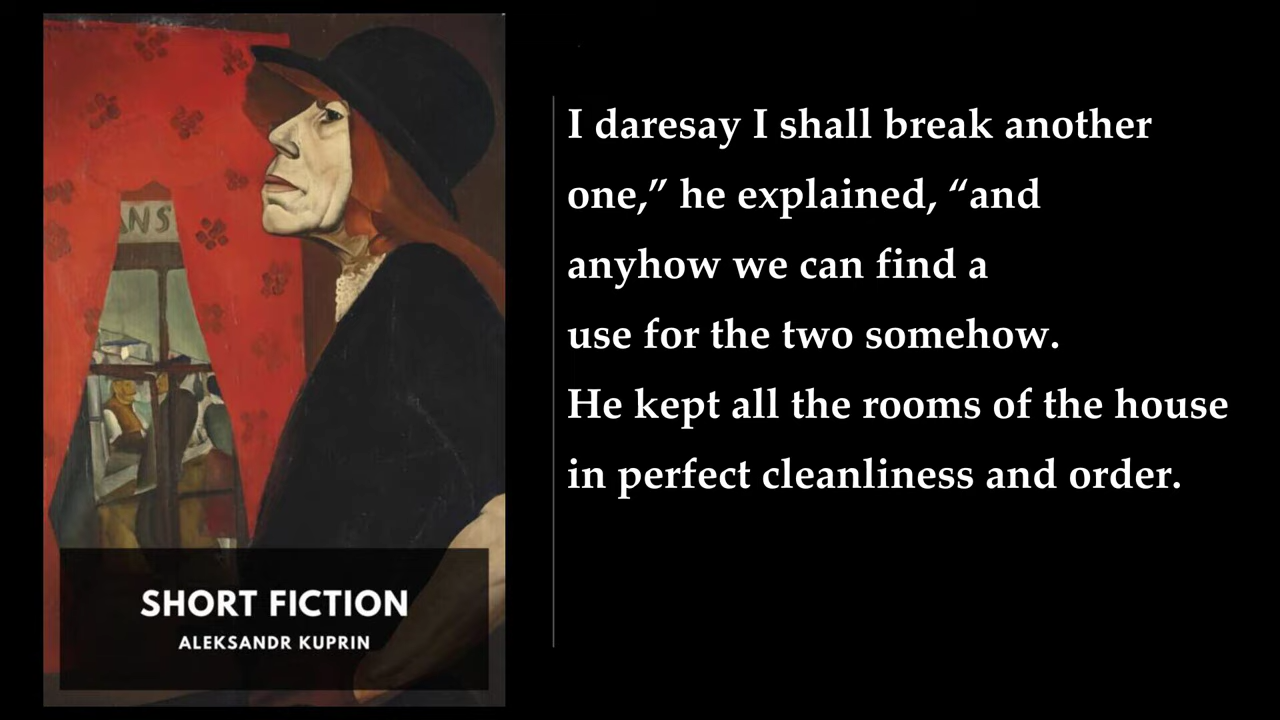 ANS
SHORT FICTION
ALEKSANDR KUPRIN
I daresay I shall break another
one,” he explained, “and
anyhow we can find a
use for the two somehow.
He kept all the rooms of the house
in perfect cleanliness and order.